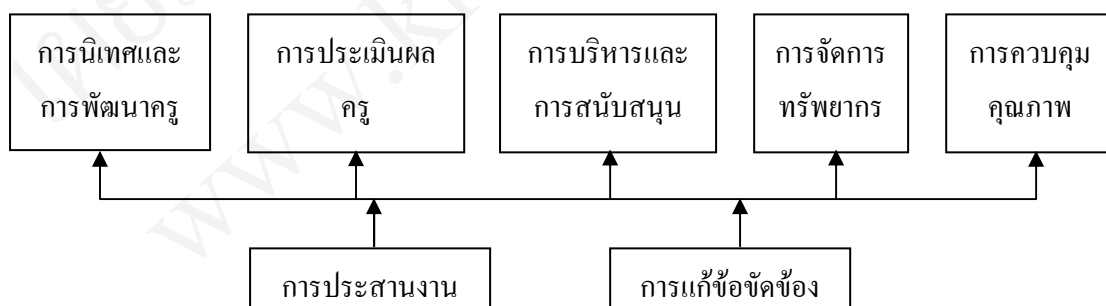 การนิเทศและ
การพัฒนาครู
การประเมินผล
ครู
การบริหารและ
การสนับสนุน
การจัดการ
ทรัพยากร
การควบคุม
คุณภาพ
การประสานงาน
การแก้ข้อขัดข้อง